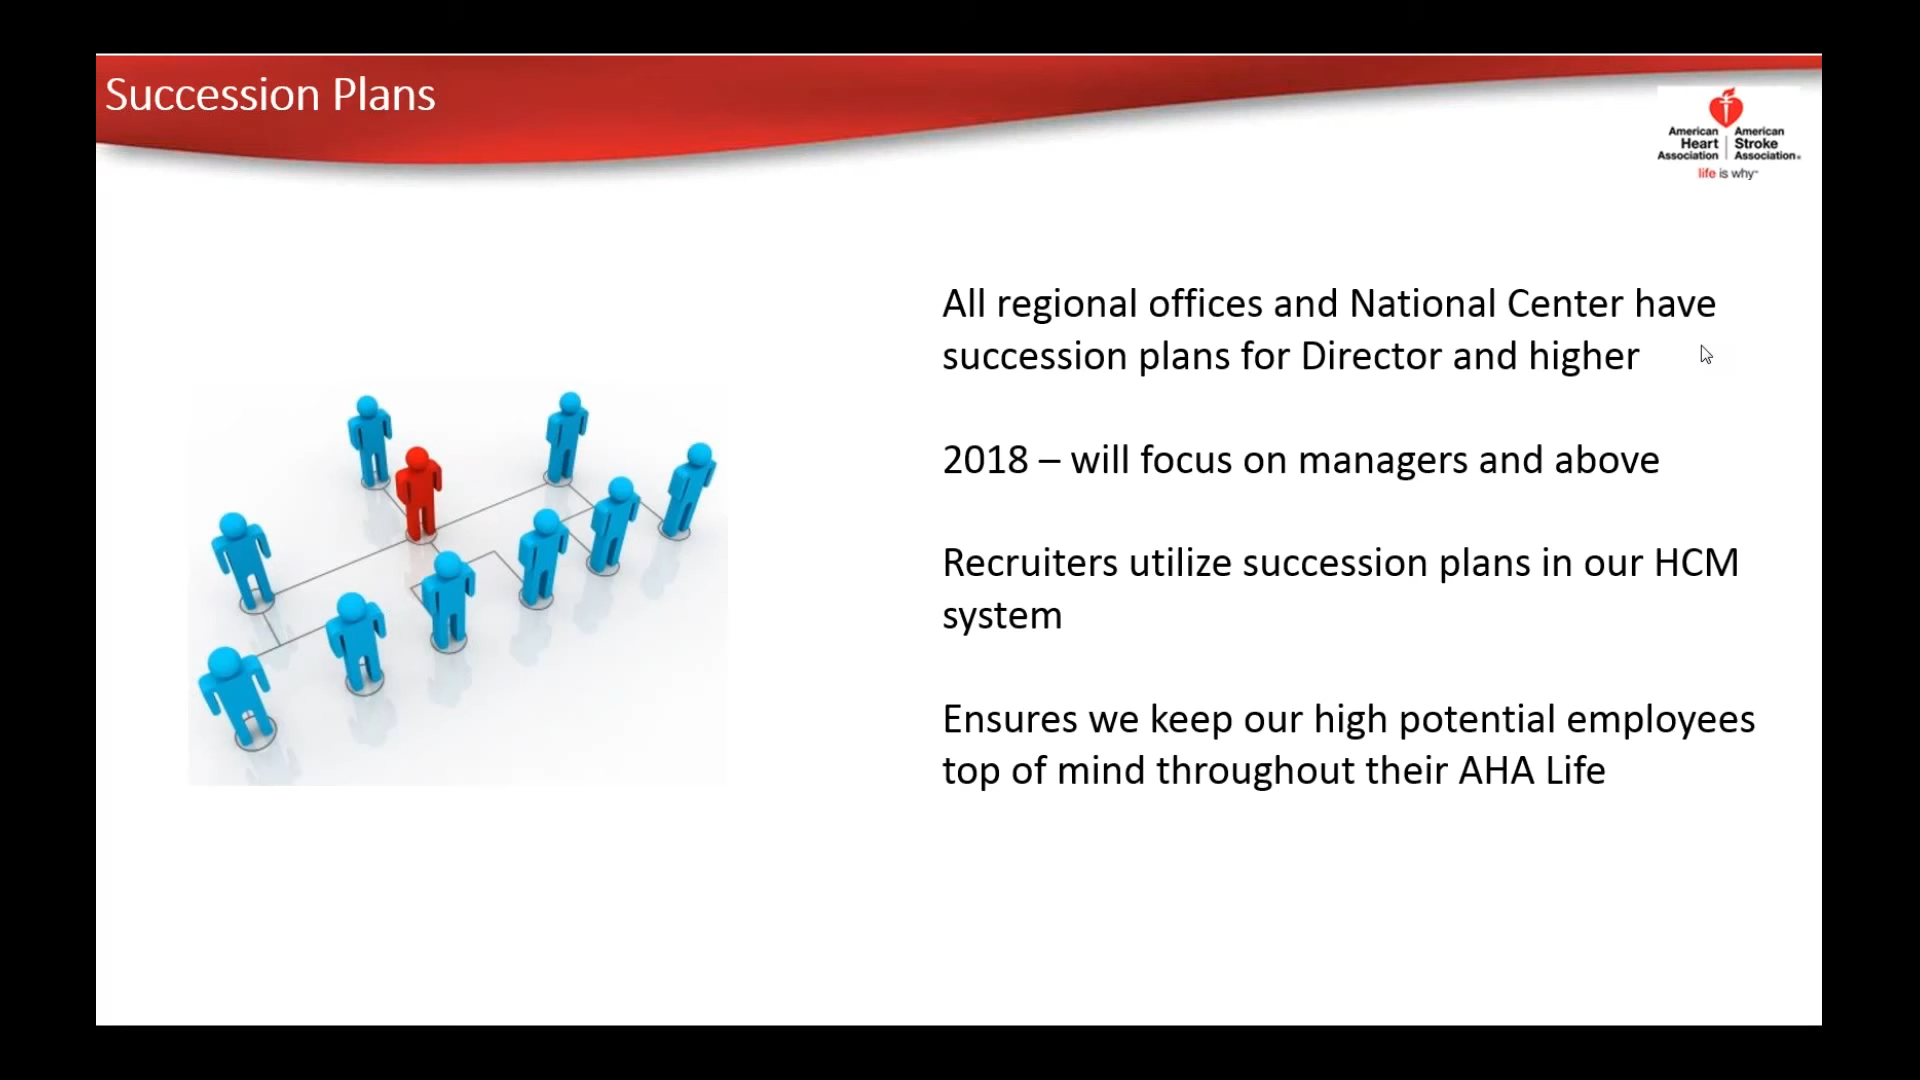 Succession Plans
American
Heart
Association
American
Stroke
Association®
life is why™
All regional offices and National Center have
succession plans for Director and higher
2018 – will focus on managers and above
Recruiters utilize succession plans in our HCM
system
Ensures we keep our high potential employees
top of mind throughout their AHA Life